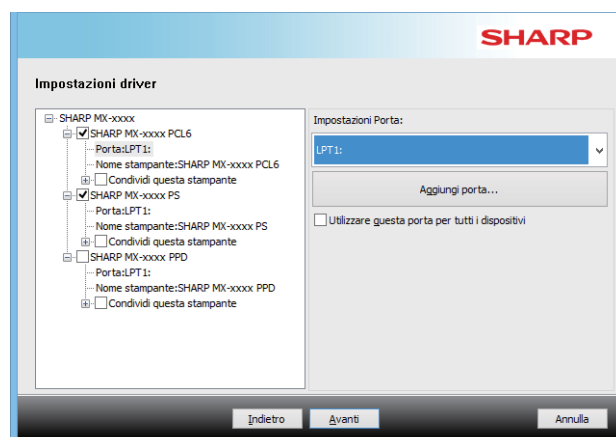 SHARP
Impostazioni driver
SHARP MX-xxxx
SHARP MX-xxxx PCL6
Porta:LPT1:
Nome stampante:SHARP MX-xxxx PCL6
Condividi questa stampante
SHARP MX-xxxx PS
Porta:LPT1:
Nome stampante:SHARP MX-xxxx PS
Condividi questa stampante
SHARP MX-xxxx PPD
Porta:LPT1:
Nome stampante:SHARP MX-xxxx PPD
Condividi questa stampante
Impostazioni Porta:
LPT1:
Aggiungi porta...
Utilizzare questa porta per tutti i dispositivi
Indietro
Avanti
Annulla